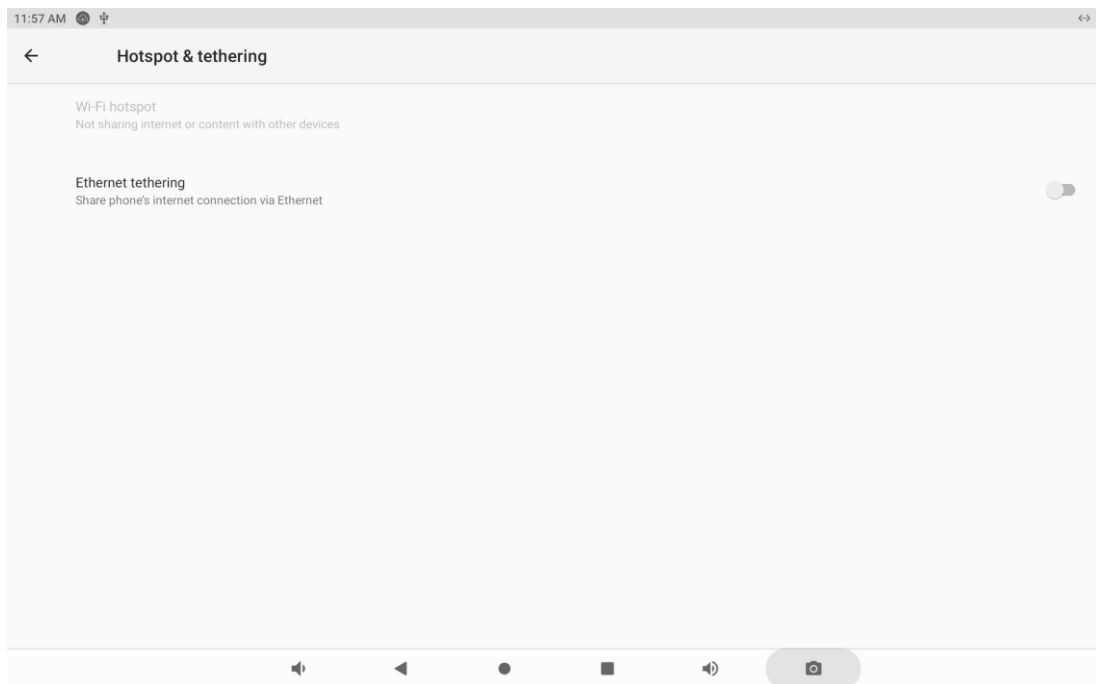 11:57 AM
Hotspot & tethering
Wi-Fi hotspot
Not sharing internet or content with other devices
Ethernet tethering
Share phone's internet connection via Ethernet